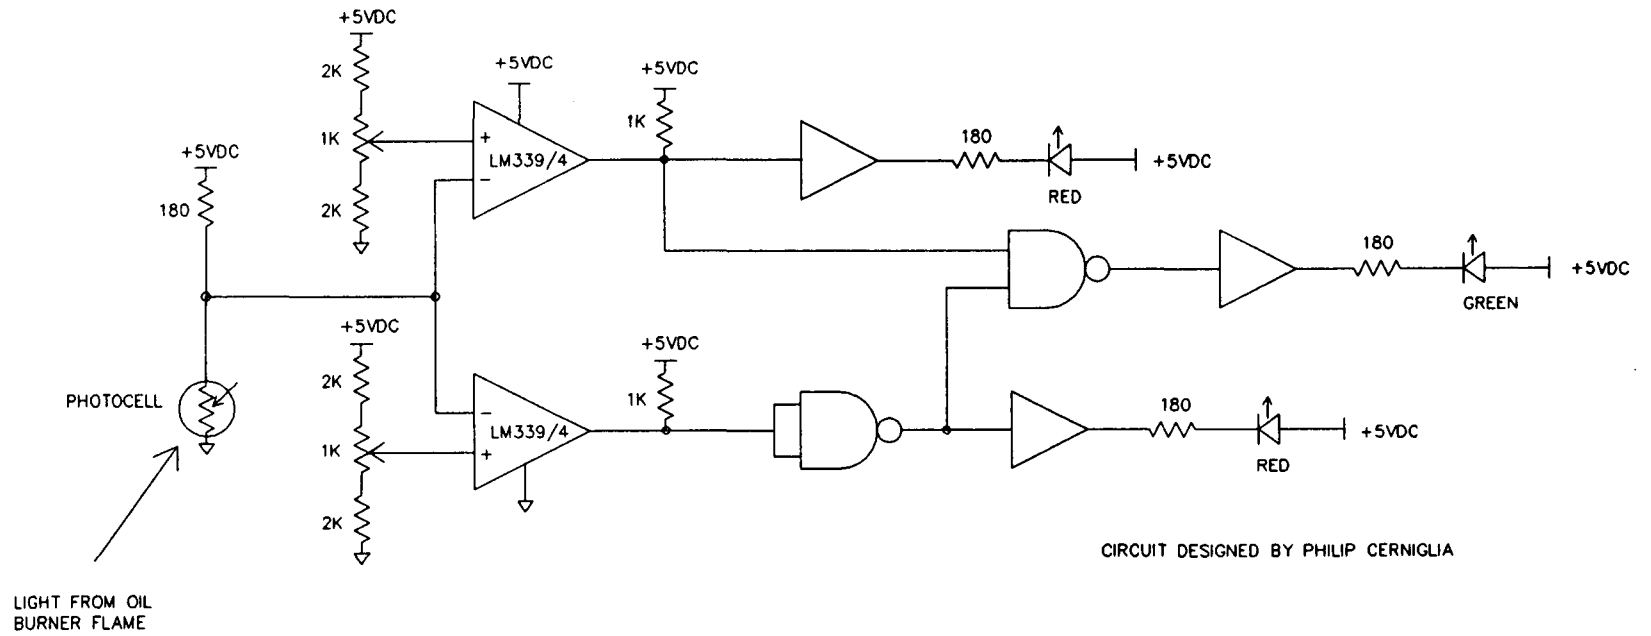 +5VDC
2K
+5VDC
+5VDC
1K
+
LM339/4
1K
180
+5VDC
RED
+5VDC
180
−
2K
180
+5VDC
GREEN
+5VDC
2K
+5VDC
1K
180
+5VDC
RED
PHOTOCELL
−
LM339/4
1K
+
2K
CIRCUIT DESIGNED BY PHILIP CERNIGLIA
LIGHT FROM OIL
BURNER FLAME